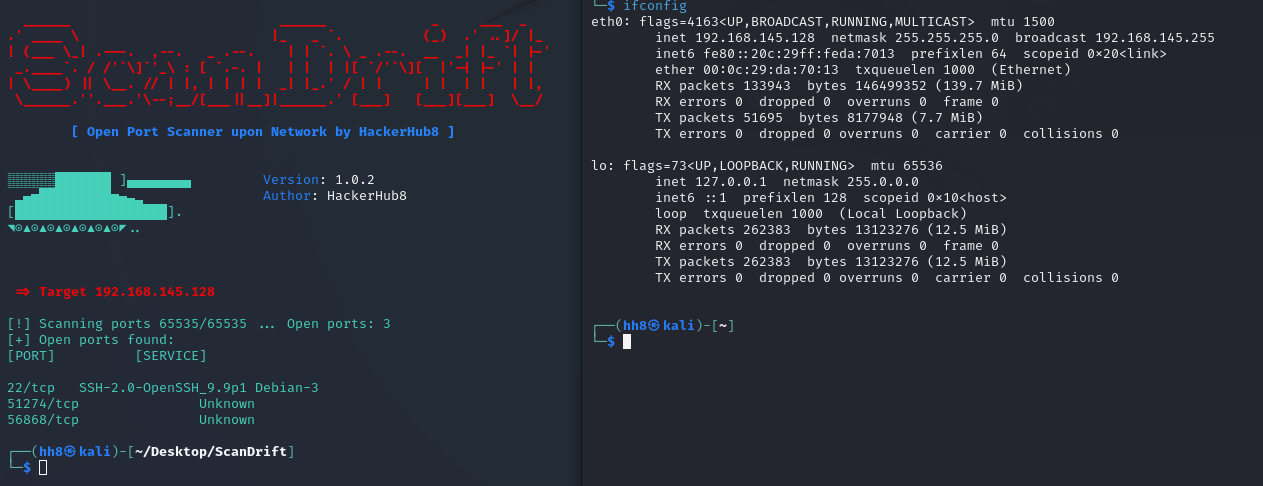 ScanDrift
[ Open Port Scanner upon Network by HackerHub8 ]
Version: 1.0.2
Author: HackerHub8
=> Target 192.168.145.128
[!] Scanning ports 65535/65535 ... Open ports: 3
[+] Open ports found:
[PORT]          [SERVICE]
22/tcp   SSH-2.0-OpenSSH_9.9p1 Debian-3
51274/tcp               Unknown
56868/tcp               Unknown
┌──(hh8㉿kali)-[~/Desktop/ScanDrift]
└─$
└─$ ifconfig
eth0: flags=4163<UP,BROADCAST,RUNNING,MULTICAST>  mtu 1500
        inet 192.168.145.128  netmask 255.255.255.0  broadcast 192.168.145.255
        inet6 fe80::20c:29ff:feda:7013  prefixlen 64  scopeid 0×20<link>
        ether 00:0c:29:da:70:13  txqueuelen 1000  (Ethernet)
        RX packets 133943  bytes 146499352 (139.7 MiB)
        RX errors 0  dropped 0  overruns 0  frame 0
        TX packets 51695  bytes 8177948 (7.7 MiB)
        TX errors 0  dropped 0 overruns 0  carrier 0  collisions 0
lo: flags=73<UP,LOOPBACK,RUNNING>  mtu 65536
        inet 127.0.0.1  netmask 255.0.0.0
        inet6 ::1  prefixlen 128  scopeid 0×10<host>
        loop  txqueuelen 1000  (Local Loopback)
        RX packets 262383  bytes 13123276 (12.5 MiB)
        RX errors 0  dropped 0  overruns 0  frame 0
        TX packets 262383  bytes 13123276 (12.5 MiB)
        TX errors 0  dropped 0 overruns 0  carrier 0  collisions 0
┌──(hh8㉿kali)-[~]
└─$